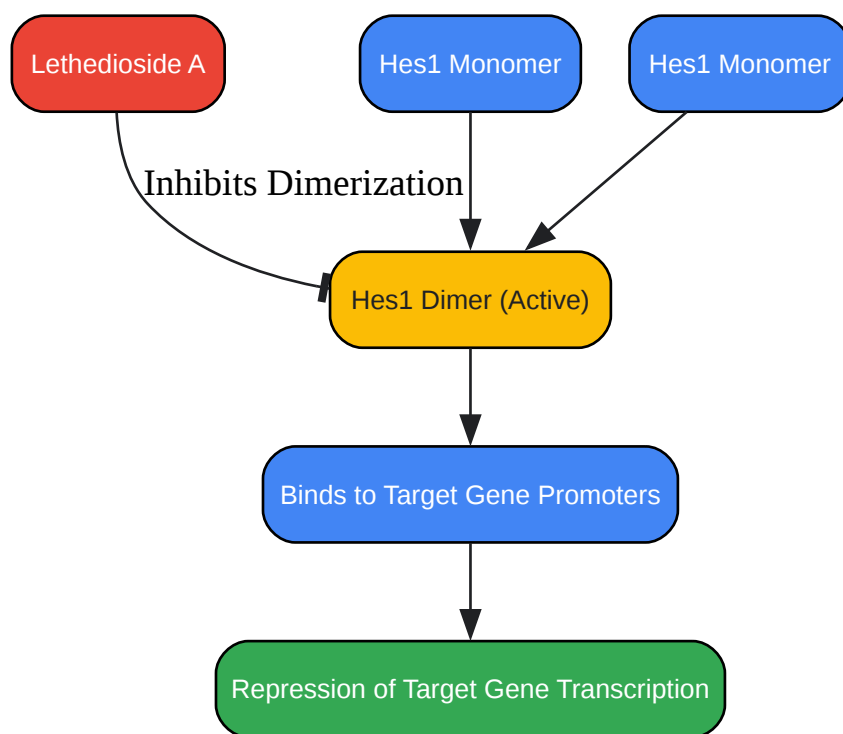 Lethedioside A
Hes1 Monomer
Hes1 Monomer
Inhibits Dimerization
Hes1 Dimer (Active)
Binds to Target Gene Promoters
Repression of Target Gene Transcription